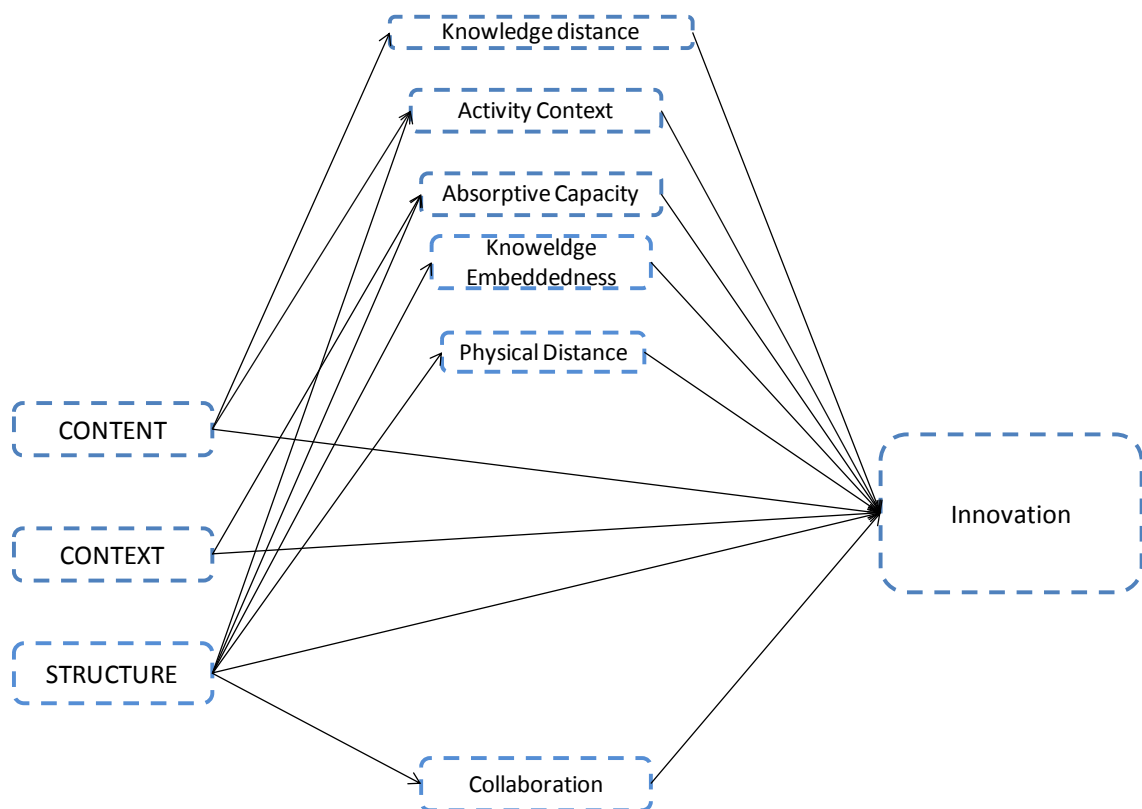 Knowledge distance
Activity Context
Absorptive Capacity
Knoweldge
Embeddedness
Physical Distance
CONTENT
Innovation
CONTEXT
STRUCTURE
Collaboration